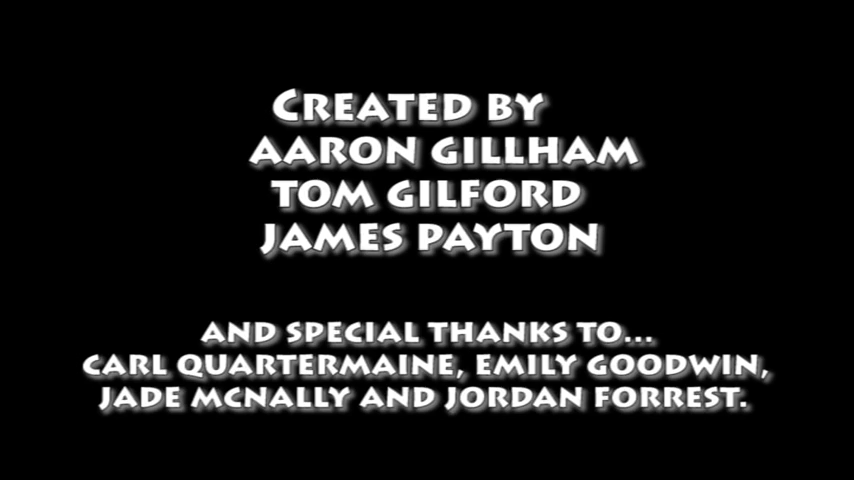 CREATED BY
AARON GILLHAM
TOM GILFORD
JAMES PAYTON
AND SPECIAL THANKS TO...
CARL QUARTERMAINE, EMILY GOODWIN,
JADE MCNALLY AND JORDAN FORREST.